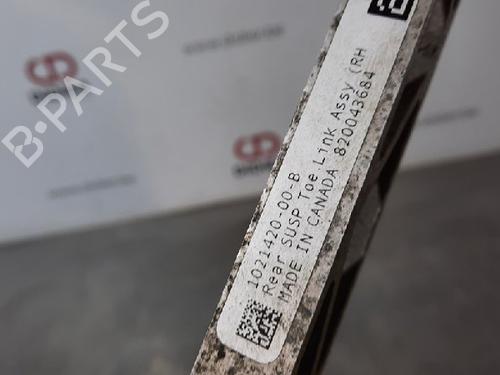 1021420-00-B
Rear SUSP Toe Link Assy (RH
MADE IN CANADA 820043684
B-PARTS